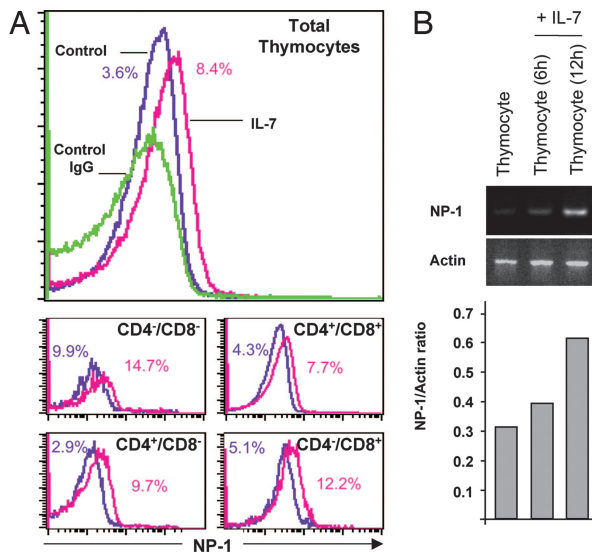 A
Total
Thymocytes
Control
3.6%
8.4%
IL-7
Control
IgG
CD4⁻/CD8⁻
9.9%
14.7%
CD4⁺/CD8⁺
4.3%
7.7%
CD4⁺/CD8⁻
2.9%
9.7%
CD4⁻/CD8⁺
5.1%
12.2%
NP-1
B
+ IL-7
Thymocyte
Thymocyte (6h)
Thymocyte (12h)
NP-1
Actin
NP-1/Actin ratio
0.7
0.6
0.5
0.4
0.3
0.2
0.1